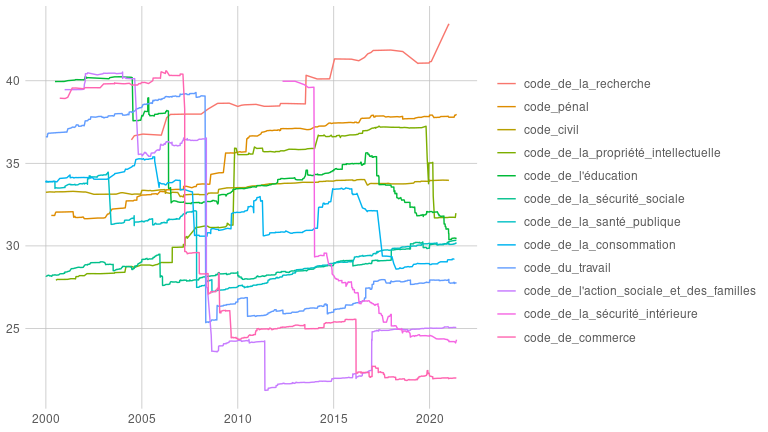 40
35
30
25
2000 2005 2010 2015 2020
code_de_la_recherche
code_pénal
code_civil
code_de_la_propriété_intellectuelle
code_de_l'éducation
code_de_la_sécurité_sociale
code_de_la_santé_publique
code_de_la_consommation
code_du_travail
code_de_l'action_sociale_et_des_familles
code_de_la_sécurité_intérieure
code_de_commerce